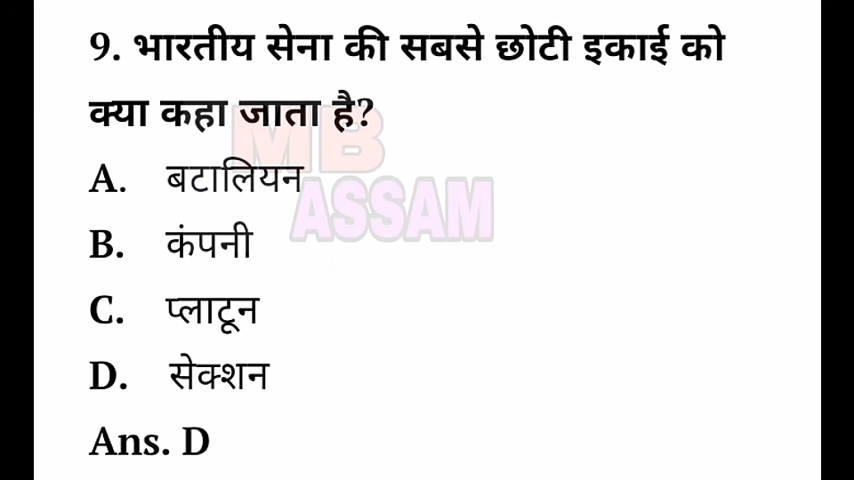 9. भारतीय सेना की सबसे छोटी इकाई को
क्या कहा जाता है?
MB
ASSAM
A. बटालियन
B. कंपनी
C. प्लाटून
D. सेक्शन
Ans. D